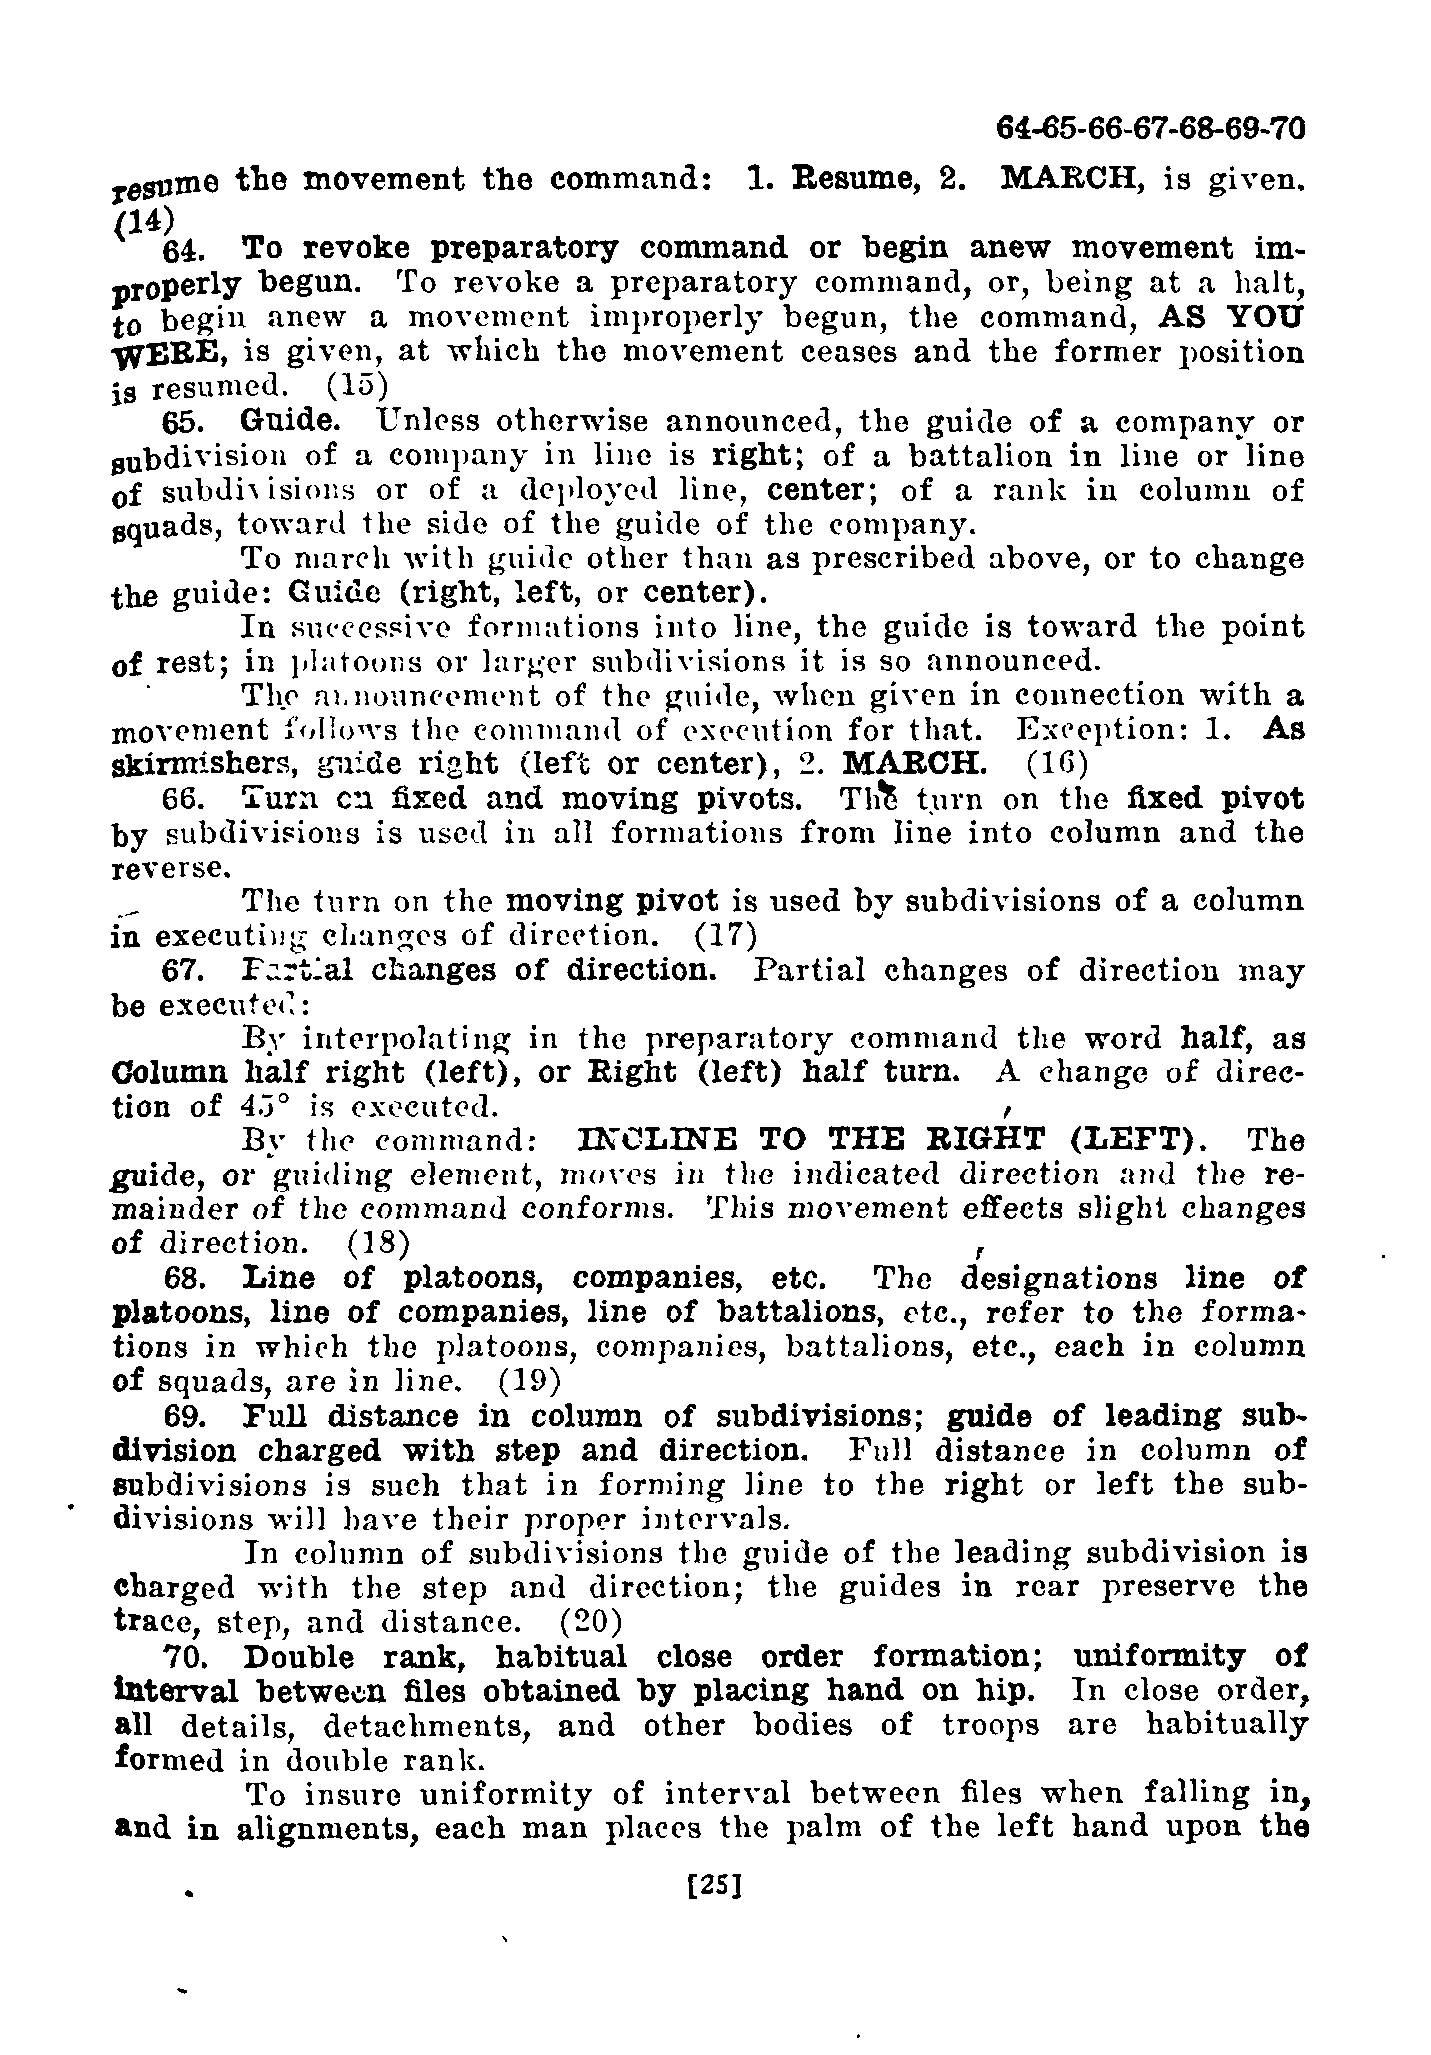 64-65-66-67-68-69-70
resume the movement the command: 1. Resume, 2. MARCH, is given.
(14)
64. To revoke preparatory command or begin anew movement im-
properly begun. To revoke a preparatory command, or, being at a halt,
to begin anew a movement improperly begun, the command, AS YOU
WERE, is given, at which the movement ceases and the former position
is resumed. (15)
65. Guide. Unless otherwise announced, the guide of a company or
subdivision of a company in line is right; of a battalion in line or line
of subdivisions or of a deployed line, center; of a rank in column of
squads, toward the side of the guide of the company.
To march with guide other than as prescribed above, or to change
the guide: Guide (right, left, or center).
In successive formations into line, the guide is toward the point
of rest; in platoons or larger subdivisions it is so announced.
The announcement of the guide, when given in connection with a
movement follows the command of execution for that. Exception: 1. As
skirmishers, guide right (left or center), 2. MARCH. (16)
66. Turn on fixed and moving pivots. The turn on the fixed pivot
by subdivisions is used in all formations from line into column and the
reverse.
The turn on the moving pivot is used by subdivisions of a column
in executing changes of direction. (17)
67. Partial changes of direction. Partial changes of direction may
be executed:
By interpolating in the preparatory command the word half, as
Column half right (left), or Right (left) half turn. A change of direc-
tion of 45° is executed.
By the command: INCLINE TO THE RIGHT (LEFT). The
guide, or guiding element, moves in the indicated direction and the re-
mainder of the command conforms. This movement effects slight changes
of direction. (18)
68. Line of platoons, companies, etc. The designations line of
platoons, line of companies, line of battalions, etc., refer to the forma-
tions in which the platoons, companies, battalions, etc., each in column
of squads, are in line. (19)
69. Full distance in column of subdivisions; guide of leading sub-
division charged with step and direction. Full distance in column of
subdivisions is such that in forming line to the right or left the sub-
divisions will have their proper intervals.
In column of subdivisions the guide of the leading subdivision is
charged with the step and direction; the guides in rear preserve the
trace, step, and distance. (20)
70. Double rank, habitual close order formation; uniformity of
interval between files obtained by placing hand on hip. In close order,
all details, detachments, and other bodies of troops are habitually
formed in double rank.
To insure uniformity of interval between files when falling in,
and in alignments, each man places the palm of the left hand upon the
[25]